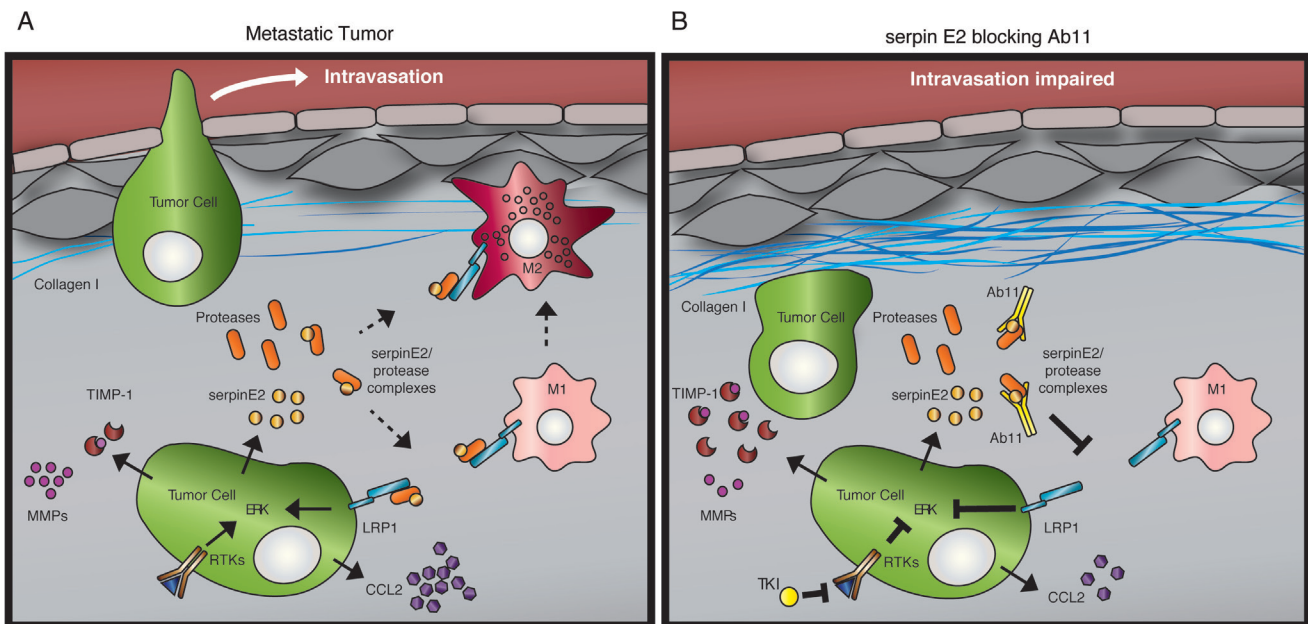 A
Metastatic Tumor
Intravasation
Tumor Cell
M2
Collagen I
Proteases
serpinE2/
protease
complexes
M1
TIMP-1
serpinE2
Tumor Cell
ERK
MMPs
LRP1
RTKs
CCL2
B
serpin E2 blocking Ab11
Intravasation impaired
Collagen I
Ab11
Tumor Cell
Proteases
serpinE2/
protease
complexes
TIMP-1
serpinE2
M1
Ab11
Tumor Cell
ERK
MMPs
LRP1
RTKs
TKI
CCL2